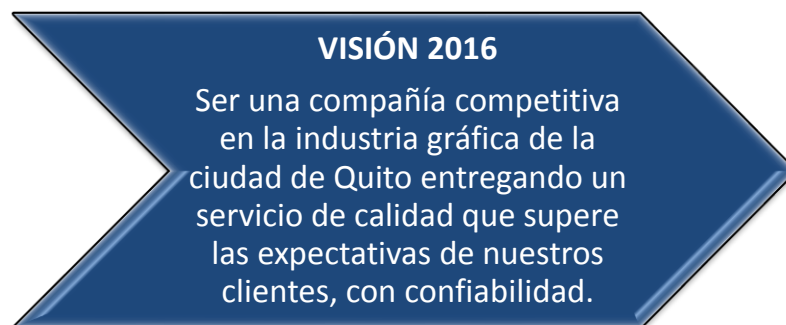 VISIÓN 2016
Ser una compañía competitiva
en la industria gráfica de la
ciudad de Quito entregando un
servicio de calidad que supere
las expectativas de nuestros
clientes, con confiabilidad.